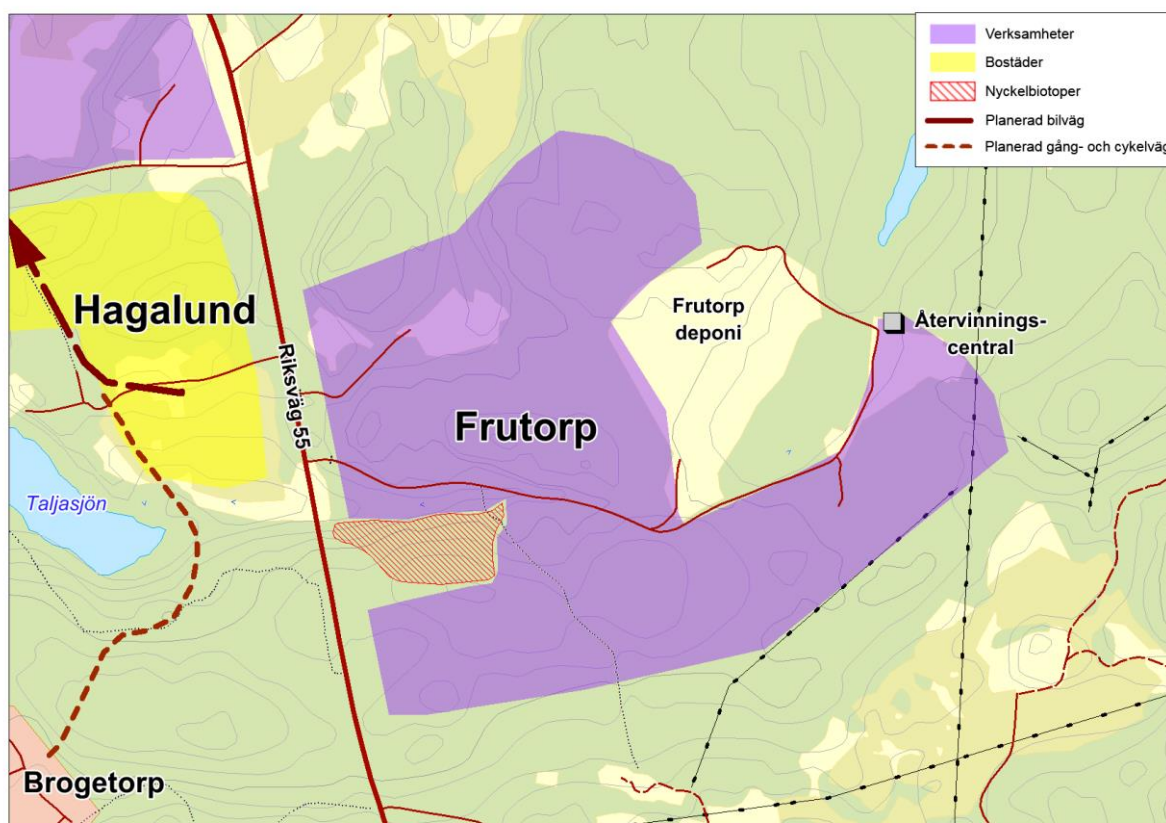 Verksamheter
Bostäder
Nyckelbiotoper
Planerad bilväg
Planerad gång- och cykelväg
Hagalund
Riksväg 55
Frutorp
deponi
Återvinnings-
central
Frutorp
Taljasjön
Brogetorp